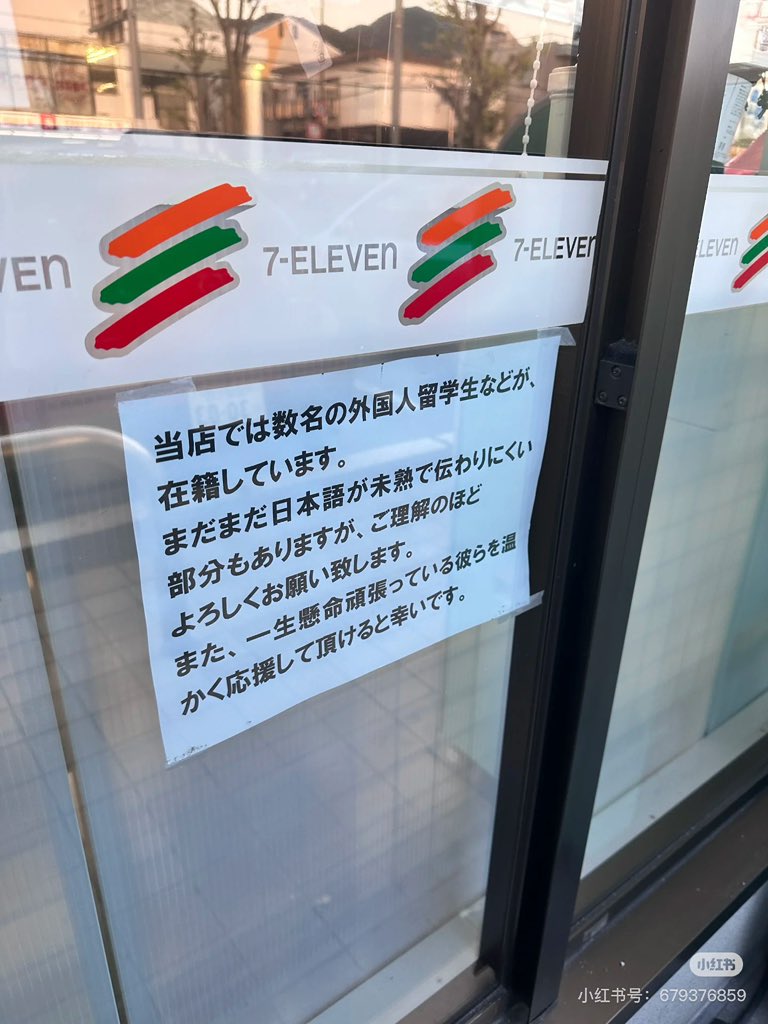 VEn
7-ELEVEn
7-ELEVEn
ELEVEn
当店では数名の外国人留学生などが、
在籍しています。
まだまだ日本語が未熟で伝わりにくい
部分もありますが、ご理解のほど
よろしくお願い致します。
また、一生懸命頑張っている彼らを温
かく応援して頂けると幸いです。
小红书
小红书号：679376859